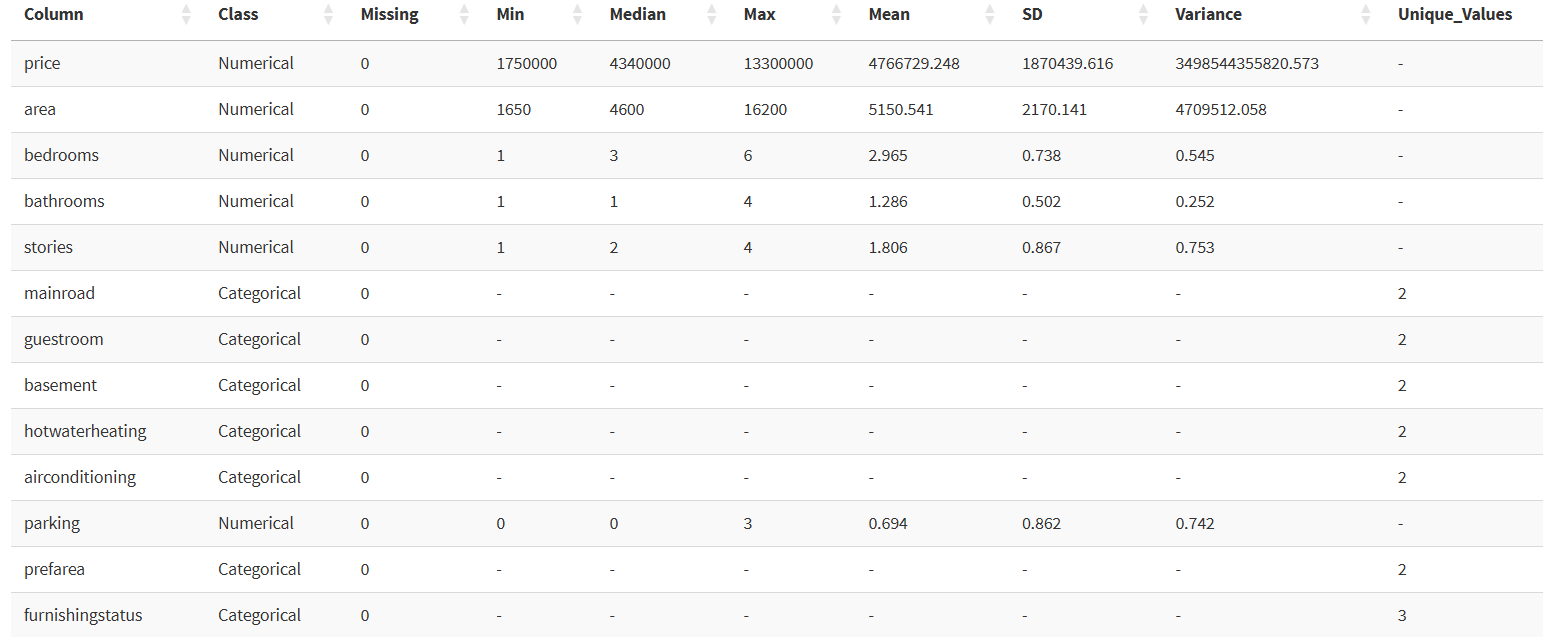 Column Class Missing Min Median Max Mean SD Variance Unique_Values
price Numerical 0 1750000 4340000 13300000 4766729.248 1870439.616 3498544355820.573 -
area Numerical 0 1650 4600 16200 5150.541 2170.141 4709512.058 -
bedrooms Numerical 0 1 3 6 2.965 0.738 0.545 -
bathrooms Numerical 0 1 1 4 1.286 0.502 0.252 -
stories Numerical 0 1 2 4 1.806 0.867 0.753 -
mainroad Categorical 0 - - - - - - 2
guestroom Categorical 0 - - - - - - 2
basement Categorical 0 - - - - - - 2
hotwaterheating Categorical 0 - - - - - - 2
airconditioning Categorical 0 - - - - - - 2
parking Numerical 0 0 0 3 0.694 0.862 0.742 -
prefarea Categorical 0 - - - - - - 2
furnishingstatus Categorical 0 - - - - - - 3